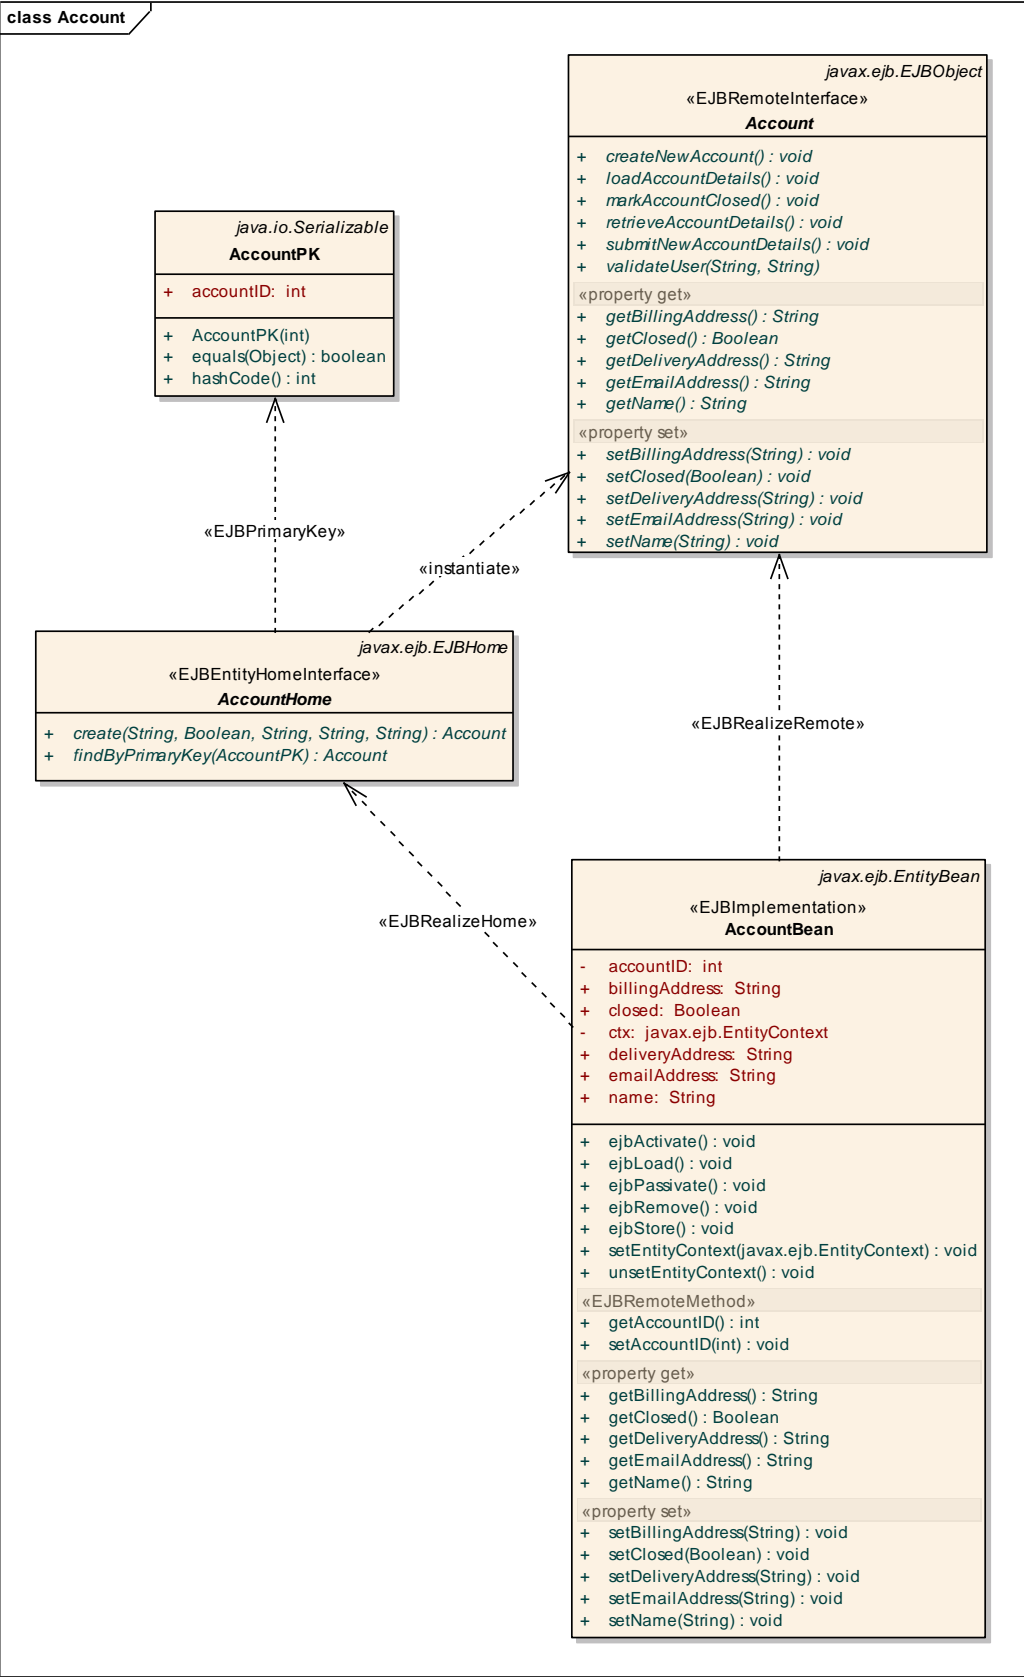 class Account
javax.ejb.EJBObject
«EJBRemoteInterface»
Account
+ createNewAccount() : void
+ loadAccountDetails() : void
+ markAccountClosed() : void
+ retrieveAccountDetails() : void
+ submitNewAccountDetails() : void
+ validateUser(String, String)
«property get»
+ getBillingAddress() : String
+ getClosed() : Boolean
+ getDeliveryAddress() : String
+ getEmailAddress() : String
+ getName() : String
«property set»
+ setBillingAddress(String) : void
+ setClosed(Boolean) : void
+ setDeliveryAddress(String) : void
+ setEmailAddress(String) : void
+ setName(String) : void
java.io.Serializable
AccountPK
+ accountID: int
+ AccountPK(int)
+ equals(Object) : boolean
+ hashCode() : int
«EJBPrimaryKey»
«instantiate»
javax.ejb.EJBHome
«EJBEntityHomeInterface»
AccountHome
+ create(String, Boolean, String, String, String) : Account
+ findByPrimaryKey(AccountPK) : Account
«EJBRealizeRemote»
«EJBRealizeHome»
javax.ejb.EntityBean
«EJBImplementation»
AccountBean
- accountID: int
+ billingAddress: String
+ closed: Boolean
- ctx: javax.ejb.EntityContext
+ deliveryAddress: String
+ emailAddress: String
+ name: String
+ ejbActivate() : void
+ ejbLoad() : void
+ ejbPassivate() : void
+ ejbRemove() : void
+ ejbStore() : void
+ setEntityContext(javax.ejb.EntityContext) : void
+ unsetEntityContext() : void
«EJBRemoteMethod»
+ getAccountID() : int
+ setAccountID(int) : void
«property get»
+ getBillingAddress() : String
+ getClosed() : Boolean
+ getDeliveryAddress() : String
+ getEmailAddress() : String
+ getName() : String
«property set»
+ setBillingAddress(String) : void
+ setClosed(Boolean) : void
+ setDeliveryAddress(String) : void
+ setEmailAddress(String) : void
+ setName(String) : void